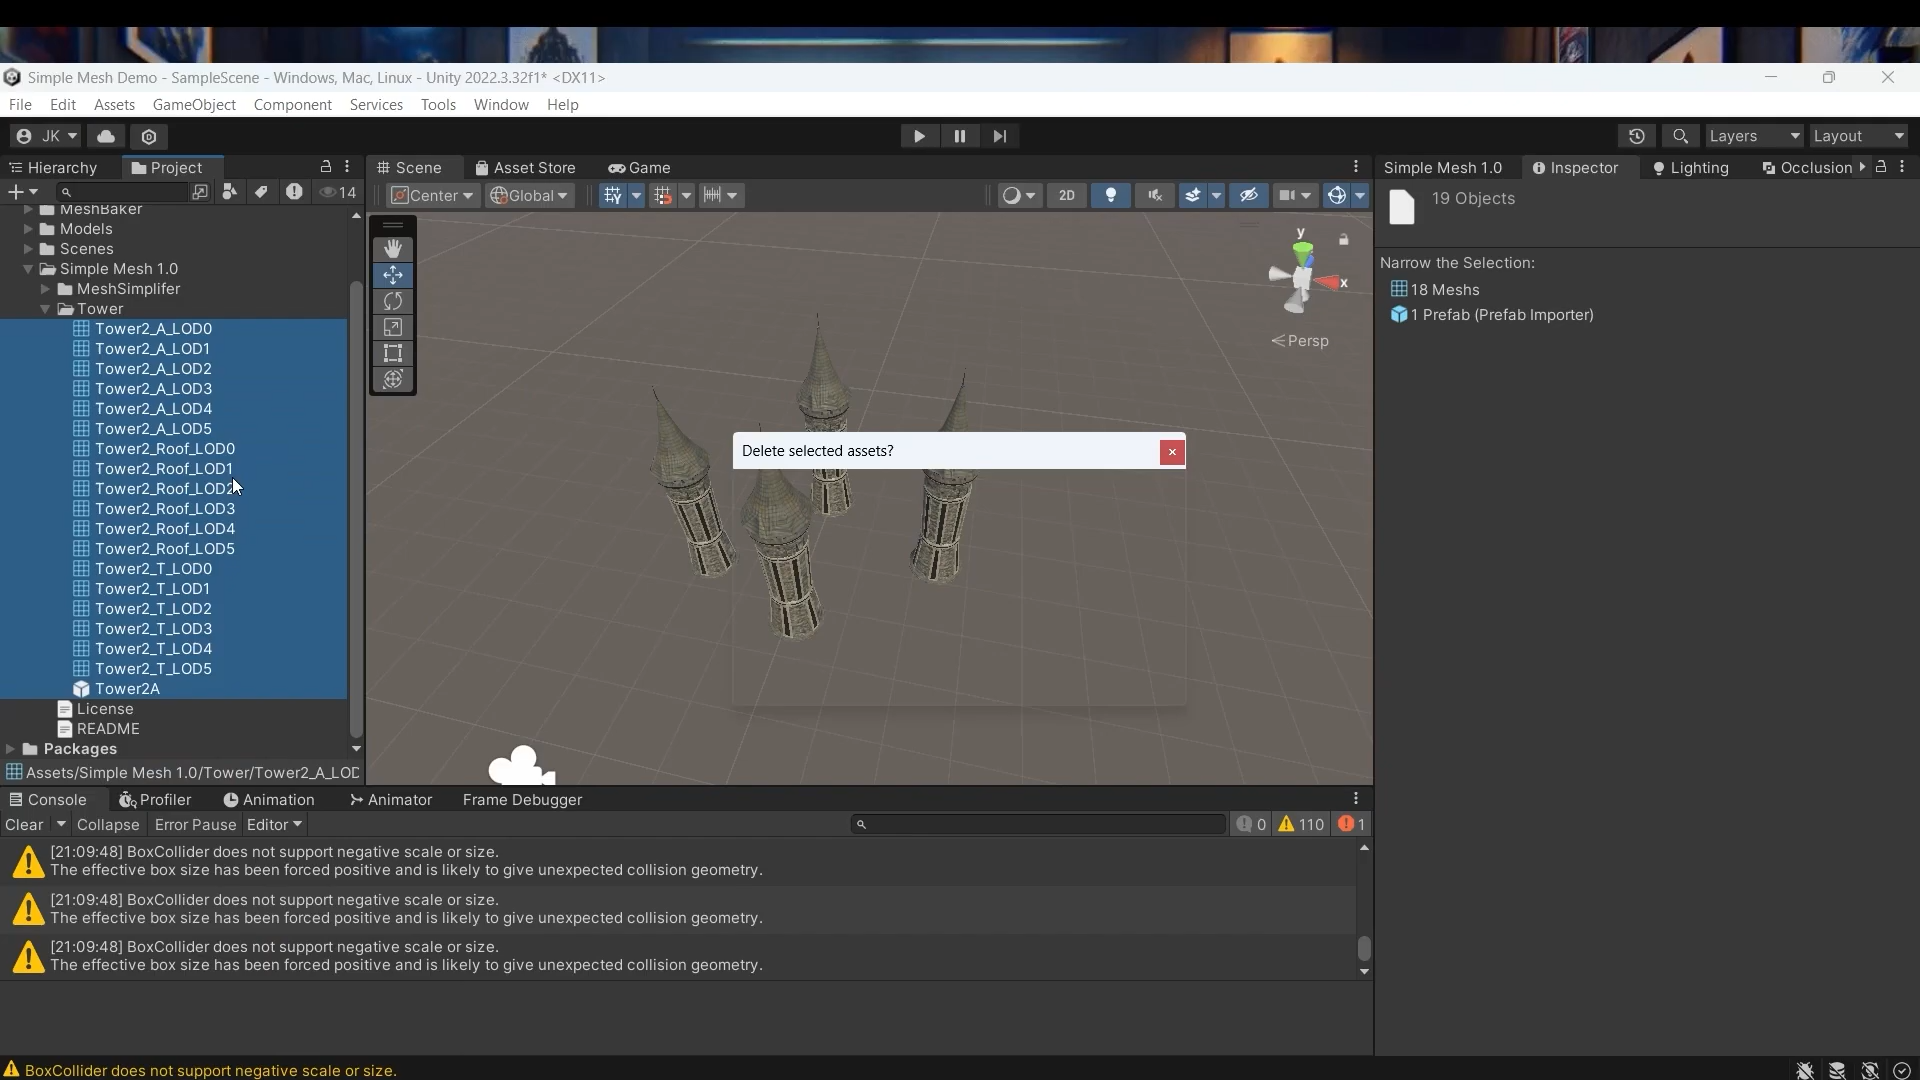 Simple Mesh Demo - SampleScene - Windows, Mac, Linux - Unity 2022.3.32f1* <DX11>
File Edit Assets GameObject Component Services Tools Window Help
JK Layers Layout
Hierarchy Project Scene Asset Store Game Simple Mesh 1.0 Inspector Lighting Occlusion
14 Center Global 2D
MeshBaker
Models
Scenes
Simple Mesh 1.0
MeshSimplifer
Tower
Tower2_A_LOD0
Tower2_A_LOD1
Tower2_A_LOD2
Tower2_A_LOD3
Tower2_A_LOD4
Tower2_A_LOD5
Tower2_Roof_LOD0
Tower2_Roof_LOD1
Tower2_Roof_LOD2
Tower2_Roof_LOD3
Tower2_Roof_LOD4
Tower2_Roof_LOD5
Tower2_T_LOD0
Tower2_T_LOD1
Tower2_T_LOD2
Tower2_T_LOD3
Tower2_T_LOD4
Tower2_T_LOD5
Tower2A
License
README
Packages
Assets/Simple Mesh 1.0/Tower/Tower2_A_LOD
y
x
Persp
Delete selected assets?
19 Objects
Narrow the Selection:
18 Meshs
1 Prefab (Prefab Importer)
Console Profiler Animation Animator Frame Debugger
Clear Collapse Error Pause Editor 0 110 1
[21:09:48] BoxCollider does not support negative scale or size.
The effective box size has been forced positive and is likely to give unexpected collision geometry.
[21:09:48] BoxCollider does not support negative scale or size.
The effective box size has been forced positive and is likely to give unexpected collision geometry.
[21:09:48] BoxCollider does not support negative scale or size.
The effective box size has been forced positive and is likely to give unexpected collision geometry.
BoxCollider does not support negative scale or size.